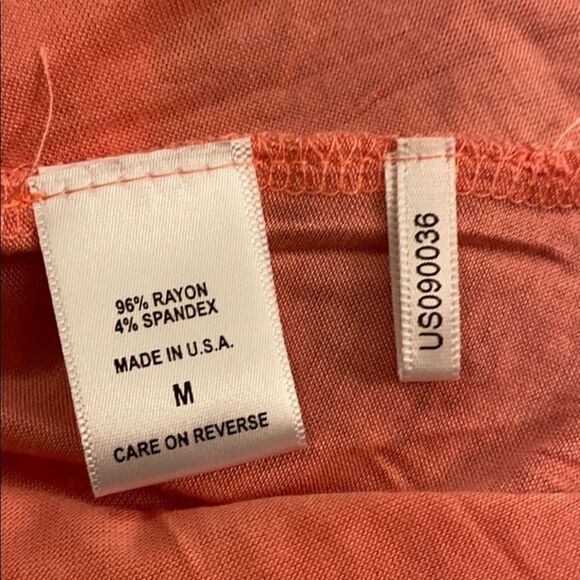 96% RAYON
4% SPANDEX
MADE IN U.S.A.
M
CARE ON REVERSE
US090036